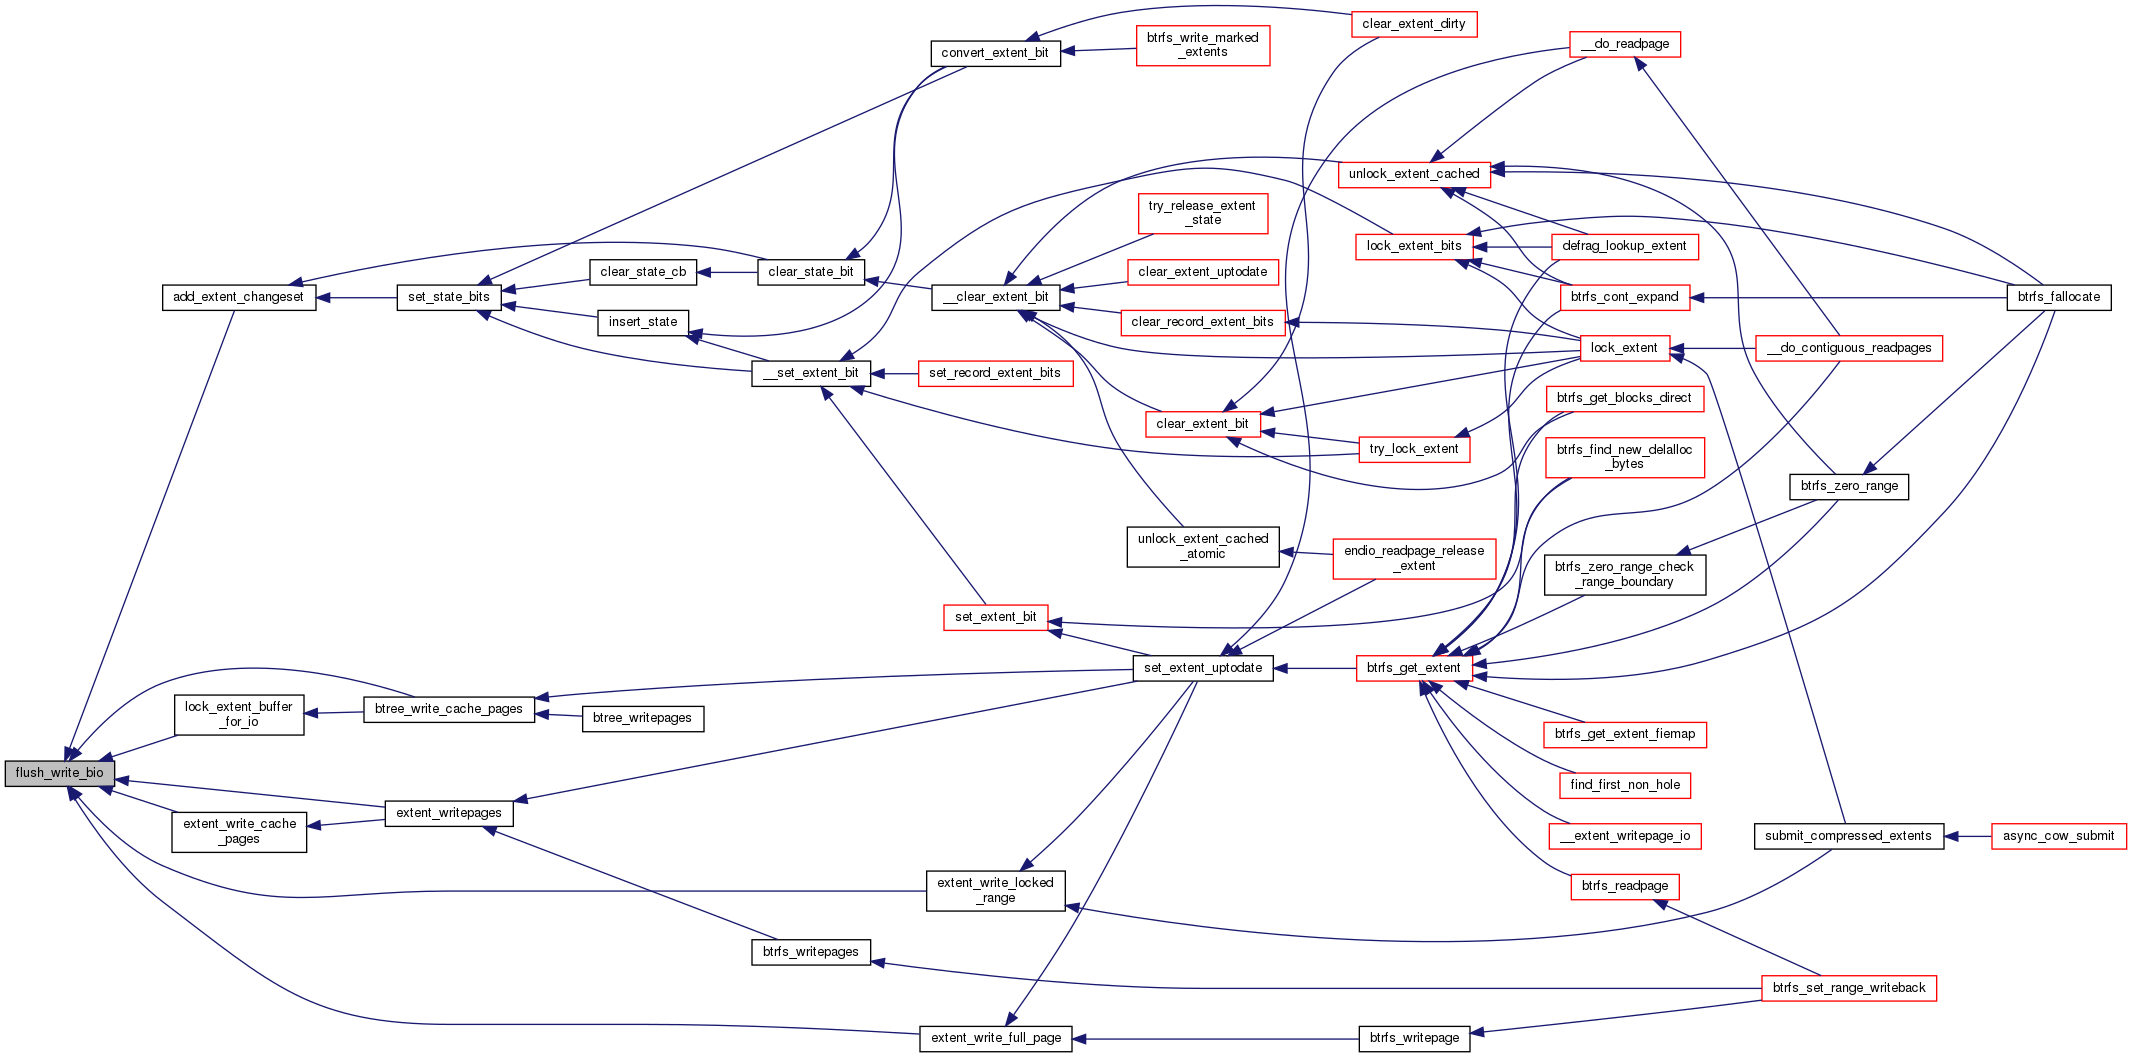 clear_extent_dirty
convert_extent_bit
btrfs_write_marked
_extents
__do_readpage
unlock_extent_cached
try_release_extent
_state
lock_extent_bits
defrag_lookup_extent
clear_state_cb
clear_state_bit
clear_extent_uptodate
add_extent_changeset
set_state_bits
__clear_extent_bit
btrfs_cont_expand
btrfs_fallocate
insert_state
clear_record_extent_bits
lock_extent
__do_contiguous_readpages
__set_extent_bit
set_record_extent_bits
btrfs_get_blocks_direct
clear_extent_bit
try_lock_extent
btrfs_find_new_delalloc
_bytes
btrfs_zero_range
unlock_extent_cached
_atomic
endio_readpage_release
_extent
btrfs_zero_range_check
_range_boundary
set_extent_bit
set_extent_uptodate
btrfs_get_extent
lock_extent_buffer
_for_io
btree_write_cache_pages
btree_writepages
btrfs_get_extent_fiemap
flush_write_bio
find_first_non_hole
extent_writepages
extent_write_cache
_pages
__extent_writepage_io
submit_compressed_extents
async_cow_submit
extent_write_locked
_range
btrfs_readpage
btrfs_writepages
btrfs_set_range_writeback
extent_write_full_page
btrfs_writepage